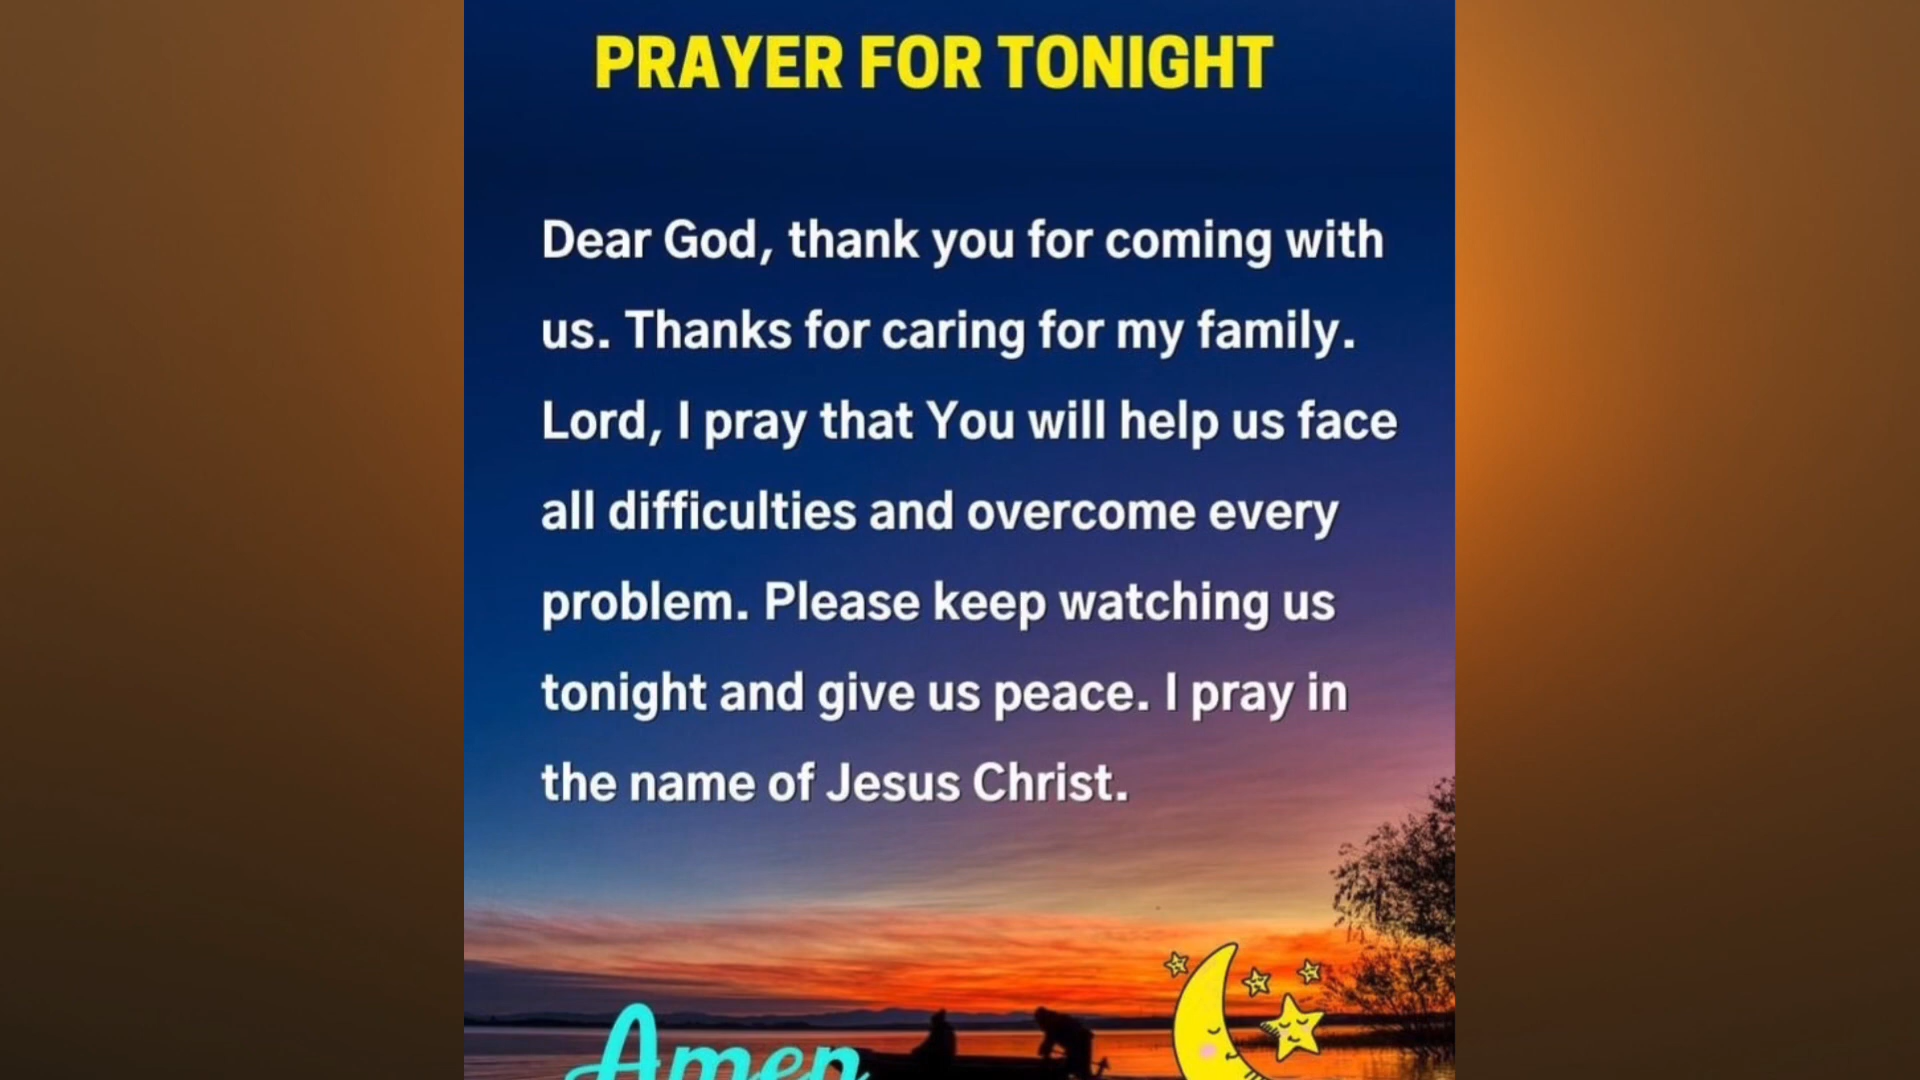 PRAYER FOR TONIGHT
Dear God, thank you for coming with
us. Thanks for caring for my family.
Lord, I pray that You will help us face
all difficulties and overcome every
problem. Please keep watching us
tonight and give us peace. I pray in
the name of Jesus Christ.
Amen